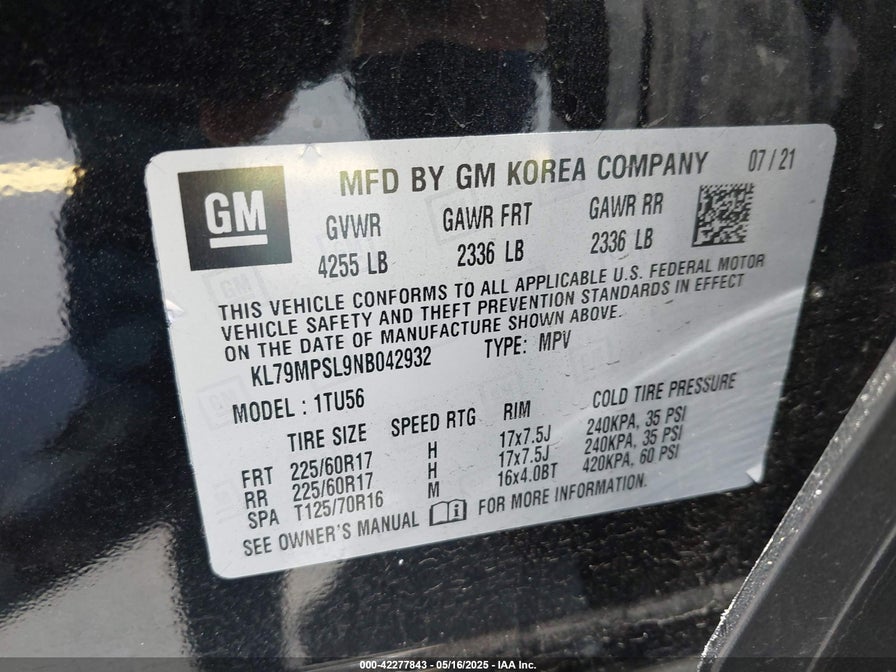 GM
MFD BY GM KOREA COMPANY 07/21
GVWR GAWR FRT GAWR RR
4255 LB 2336 LB 2336 LB
THIS VEHICLE CONFORMS TO ALL APPLICABLE U.S. FEDERAL MOTOR
VEHICLE SAFETY AND THEFT PREVENTION STANDARDS IN EFFECT
ON THE DATE OF MANUFACTURE SHOWN ABOVE.
KL79MPSL9NB042932 TYPE: MPV
MODEL : 1TU56
TIRE SIZE SPEED RTG RIM COLD TIRE PRESSURE
FRT 225/60R17 H 17x7.5J 240KPA, 35 PSI
RR 225/60R17 H 17x7.5J 240KPA, 35 PSI
SPA T125/70R16 M 16x4.0BT 420KPA, 60 PSI
SEE OWNER'S MANUAL FOR MORE INFORMATION.
000-42277843 - 05/16/2025 - IAA Inc.